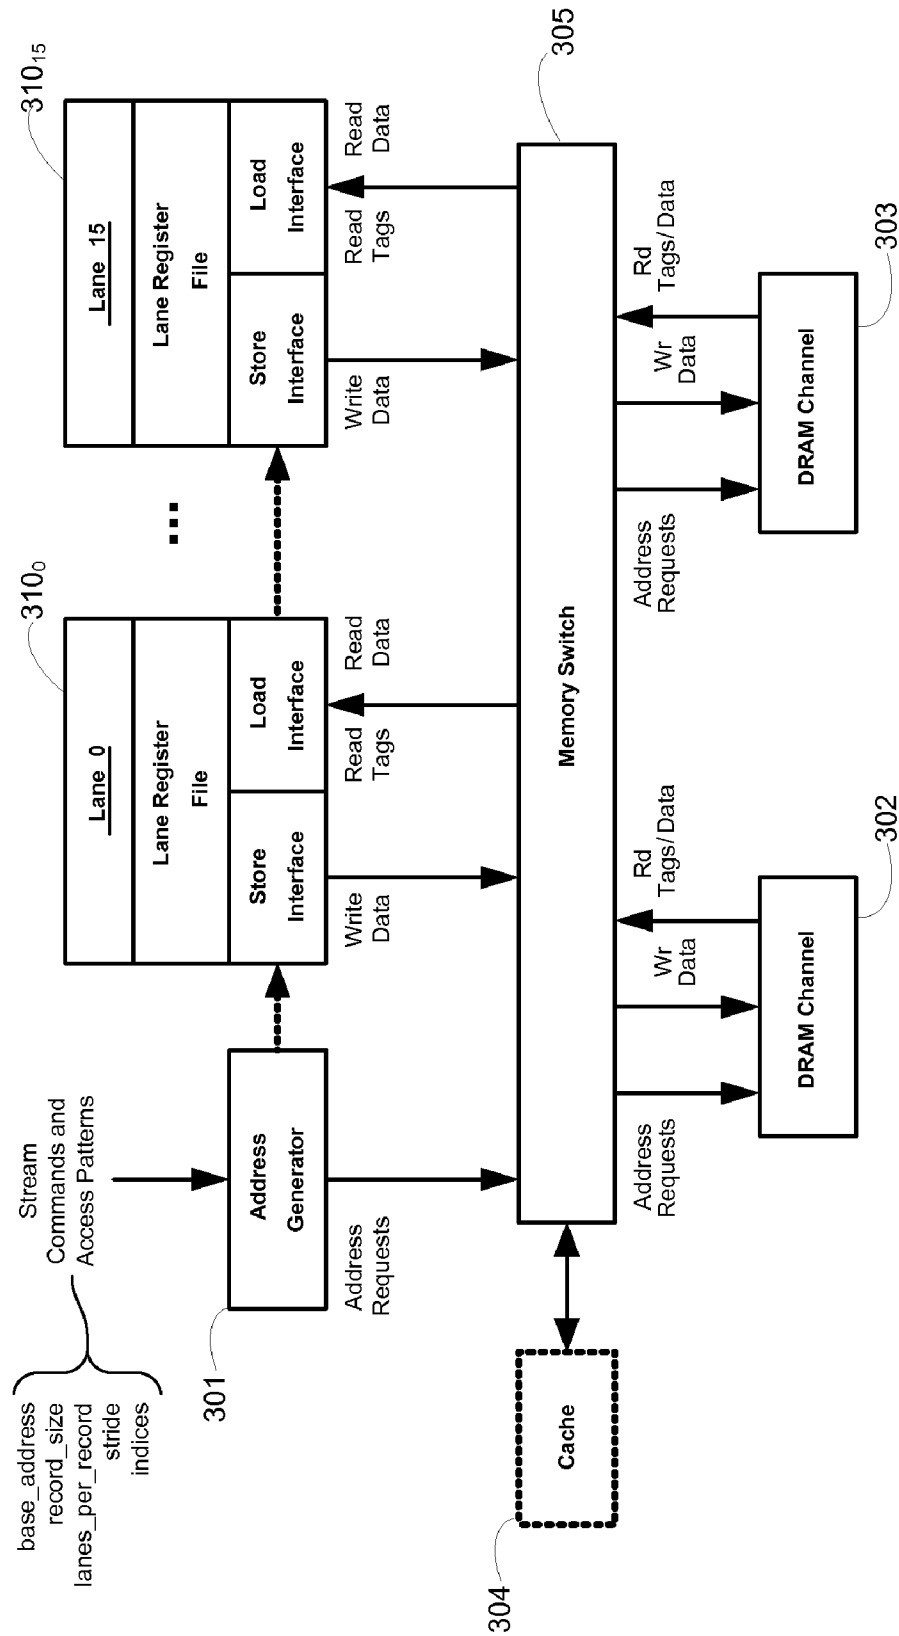 base_address
record_size
lanes_per_record
stride
indices
Stream
Commands and
Access Patterns
301
Address
Generator
Address
Requests
310₀
Lane 0
Lane Register
File
Store
Interface
Load
Interface
Write
Data
Read
Tags
Read
Data
...
310₁₅
Lane 15
Lane Register
File
Store
Interface
Load
Interface
Write
Data
Read
Tags
Read
Data
304
Cache
Memory Switch
305
Address
Requests
Wr
Data
Rd
Tags/Data
DRAM Channel
302
Address
Requests
Wr
Data
Rd
Tags/Data
DRAM Channel
303